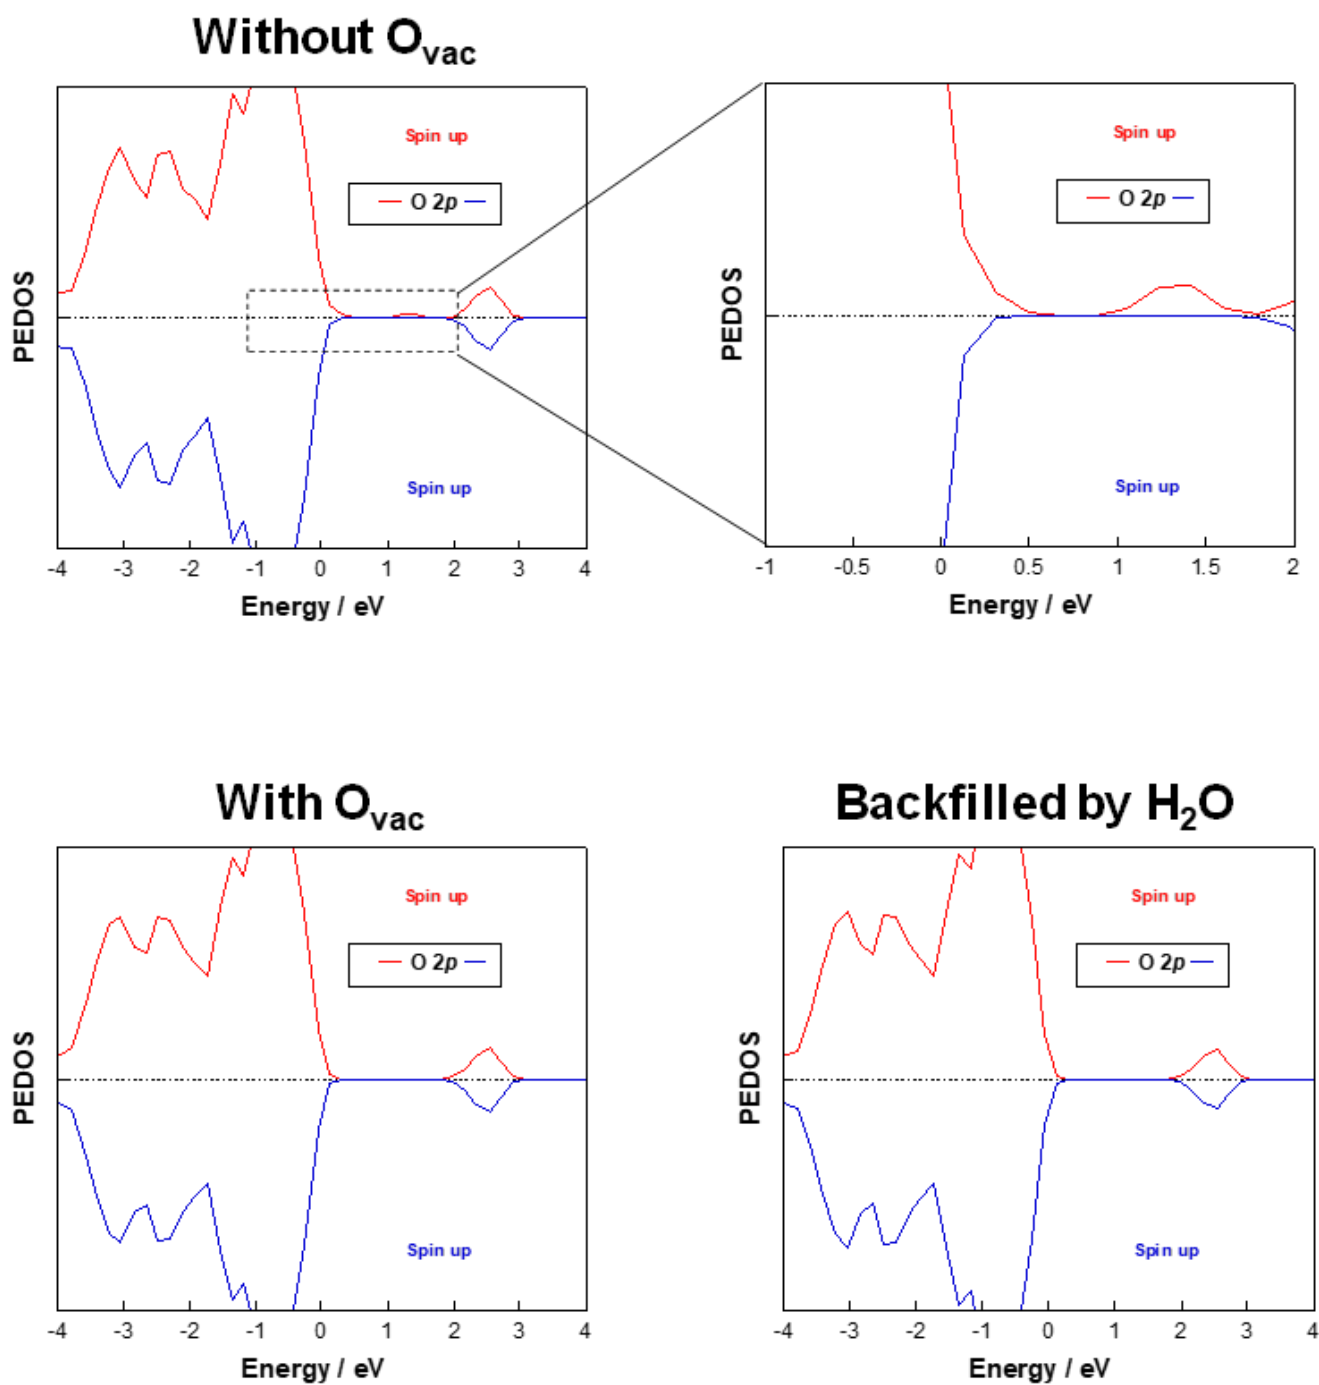 Without Ovac
Spin up
O 2p
PEDOS
Spin up
-4 -3 -2 -1 0 1 2 3 4
Energy / eV
Spin up
O 2p
PEDOS
Spin up
-1 -0.5 0 0.5 1 1.5 2
Energy / eV
With Ovac
Spin up
O 2p
PEDOS
Spin up
-4 -3 -2 -1 0 1 2 3 4
Energy / eV
Backfilled by H2O
Spin up
O 2p
PEDOS
Spin up
-4 -3 -2 -1 0 1 2 3 4
Energy / eV